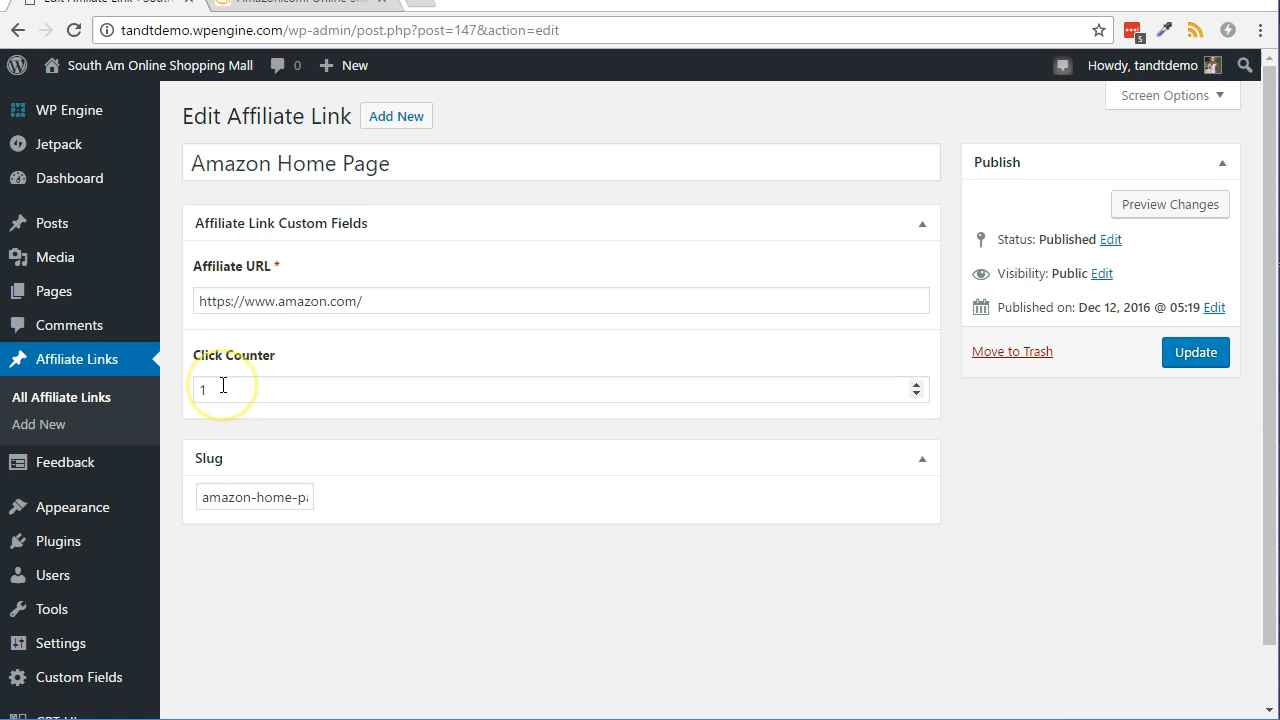 tandtdemo.wpengine.com/wp-admin/post.php?post=147&action=edit
5
South Am Online Shopping Mall
0
New
Howdy, tandtdemo
Screen Options
WP Engine
Jetpack
Dashboard
Posts
Media
Pages
Comments
Affiliate Links
All Affiliate Links
Add New
Feedback
Appearance
Plugins
Users
Tools
Settings
Custom Fields
Edit Affiliate Link
Add New
Amazon Home Page
Affiliate Link Custom Fields
Affiliate URL *
https://www.amazon.com/
Click Counter
1
Slug
amazon-home-pa
Publish
Preview Changes
Status: Published Edit
Visibility: Public Edit
Published on: Dec 12, 2016 @ 05:19 Edit
Move to Trash
Update